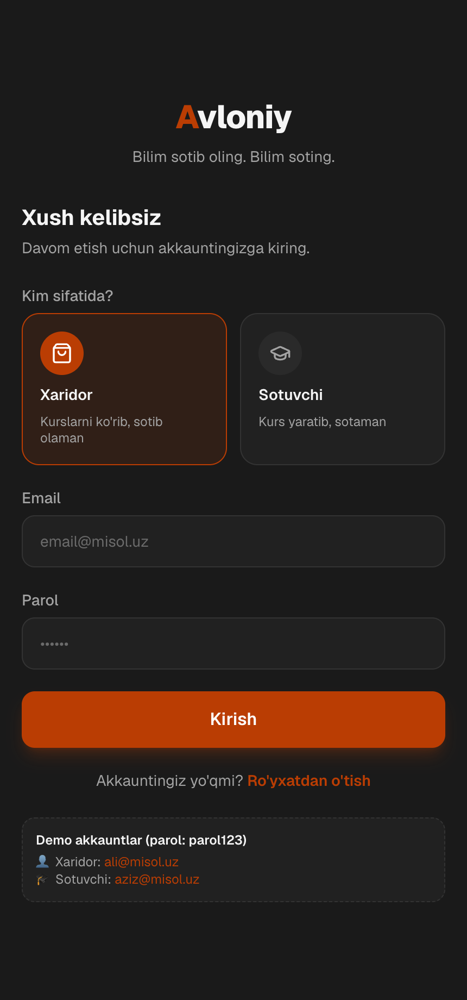 Avloniy
Bilim sotib oling. Bilim soting.
Xush kelibsiz
Davom etish uchun akkauntingizga kiring.
Kim sifatida?
Xaridor
Kurslarni ko'rib, sotib
olaman
Sotuvchi
Kurs yaratib, sotaman
Email
email@misol.uz
Parol
••••••
Kirish
Akkauntingiz yo'qmi? Ro'yxatdan o'tish
Demo akkauntlar (parol: parol123)
👤 Xaridor: ali@misol.uz
🎓 Sotuvchi: aziz@misol.uz